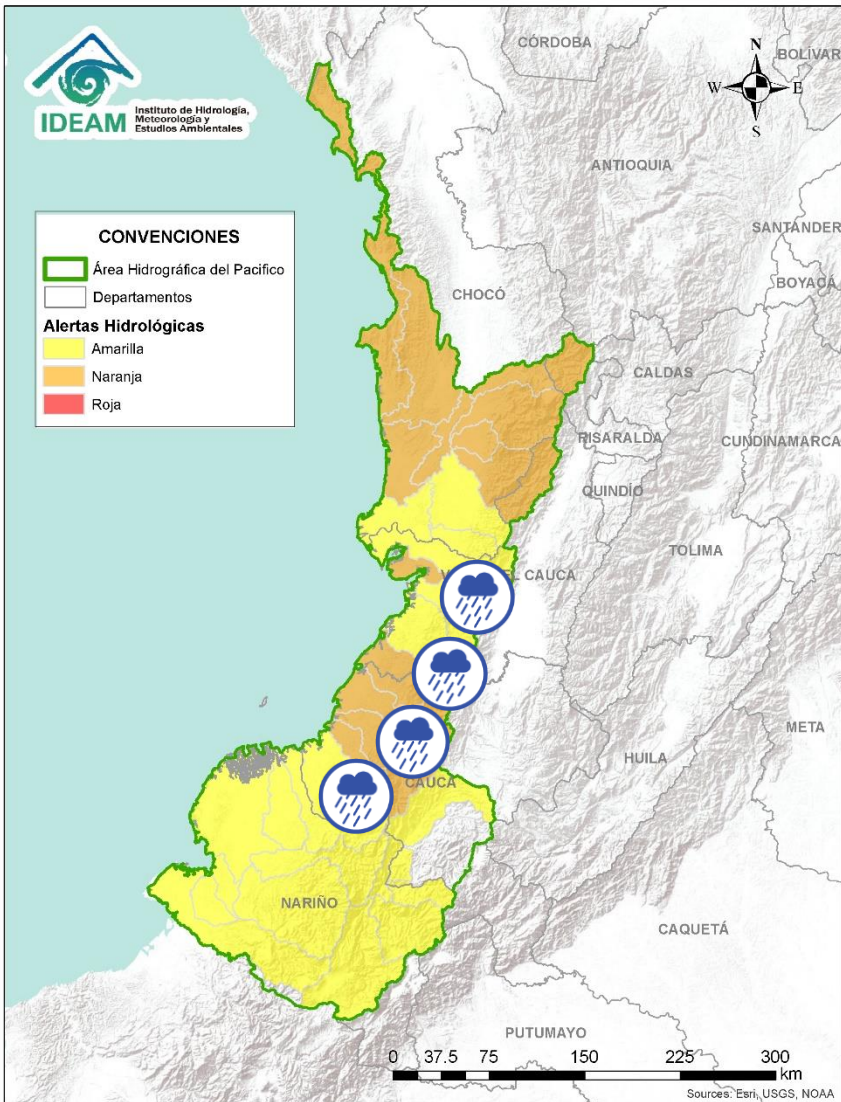 IDEAM
Instituto de Hidrología,
Meteorología y
Estudios Ambientales
CÓRDOBA
BOLÍVAR
N
W
E
S
ANTIOQUIA
SANTANDER
BOYACÁ
CONVENCIONES
Área Hidrográfica del Pacifico
Departamentos
Alertas Hidrológicas
Amarilla
Naranja
Roja
CHOCÓ
CALDAS
RISARALDA
CUNDINAMARCA
QUINDÍO
TOLIMA
EL CAUCA
META
HUILA
CAUCA
NARIÑO
CAQUETÁ
PUTUMAYO
0 37.5 75 150 225 300
km
Sources: Esri, USGS, NOAA